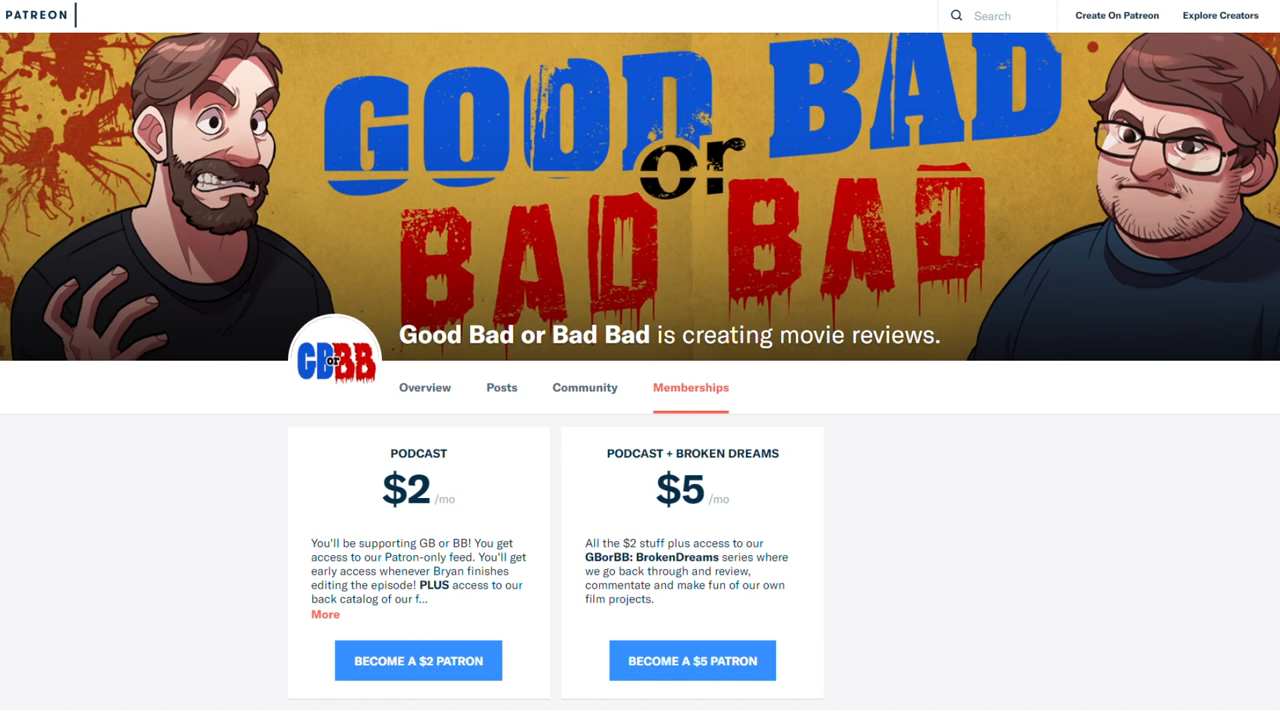 PATREON
Search
Create On Patreon
Explore Creators
GOOD BAD
or
BAD BAD
GB or BB
Good Bad or Bad Bad is creating movie reviews.
Overview
Posts
Community
Memberships
PODCAST
$2 /mo
You'll be supporting GB or BB! You get
access to our Patron-only feed. You'll get
early access whenever Bryan finishes
editing the episode! PLUS access to our
back catalog of our f...
More
BECOME A $2 PATRON
PODCAST + BROKEN DREAMS
$5 /mo
All the $2 stuff plus access to our
GBorBB: BrokenDreams series where
we go back through and review,
commentate and make fun of our own
film projects.
BECOME A $5 PATRON